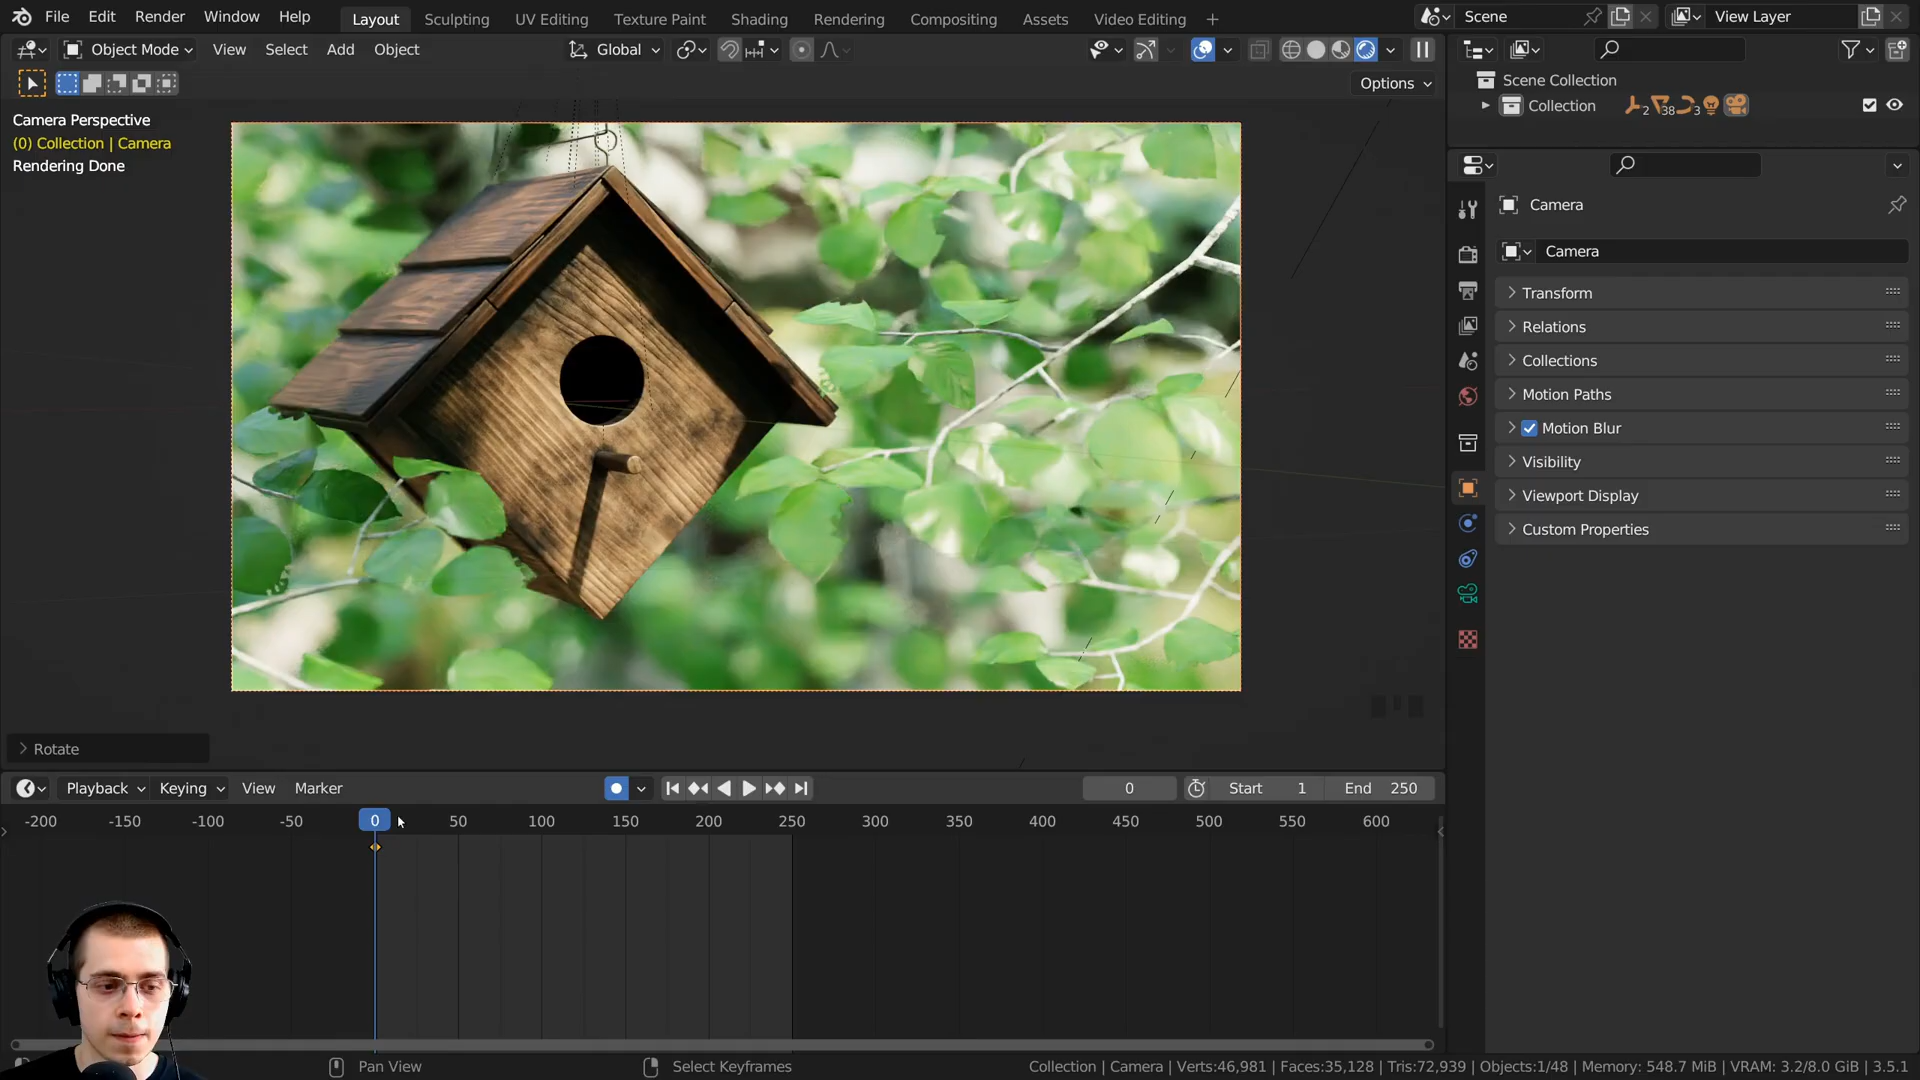 File Edit Render Window Help Layout Sculpting UV Editing Texture Paint Shading Rendering Compositing Assets Video Editing + Scene View Layer
Object Mode View Select Add Object Global
Options
Scene Collection
Collection 2 38 3
Camera Perspective
(0) Collection | Camera
Rendering Done
Camera
Camera
Transform
Relations
Collections
Motion Paths
Motion Blur
Visibility
Viewport Display
Custom Properties
Rotate
Playback Keying View Marker 0 Start 1 End 250
-200 -150 -100 -50 0 50 100 150 200 250 300 350 400 450 500 550 600
Pan View Select Keyframes Collection | Camera | Verts:46,981 | Faces:35,128 | Tris:72,939 | Objects:1/48 | Memory: 548.7 MiB | VRAM: 3.2/8.0 GiB | 3.5.1